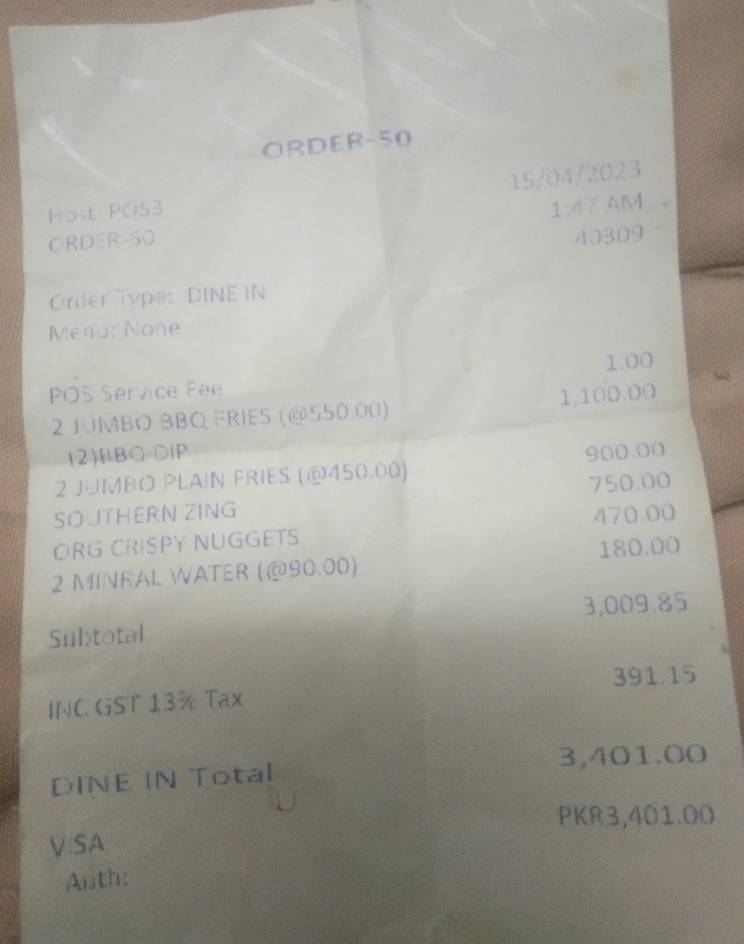 ORDER-50
15/04/2023
Host: POS3 1:47 AM
ORDER-50 40309
Order Type: DINE IN
Menu: None
POS Service Fee 1.00
2 JUMBO BBQ FRIES (@550.00) 1,100.00
(2)BBQ DIP
2 JUMBO PLAIN FRIES (@450.00) 900.00
SOUTHERN ZING 750.00
ORG CRISPY NUGGETS 470.00
2 MINRAL WATER (@90.00) 180.00
Subtotal 3,009.85
INC GST 13% Tax 391.15
DINE IN Total 3,401.00
VISA PKR3,401.00
Auth: